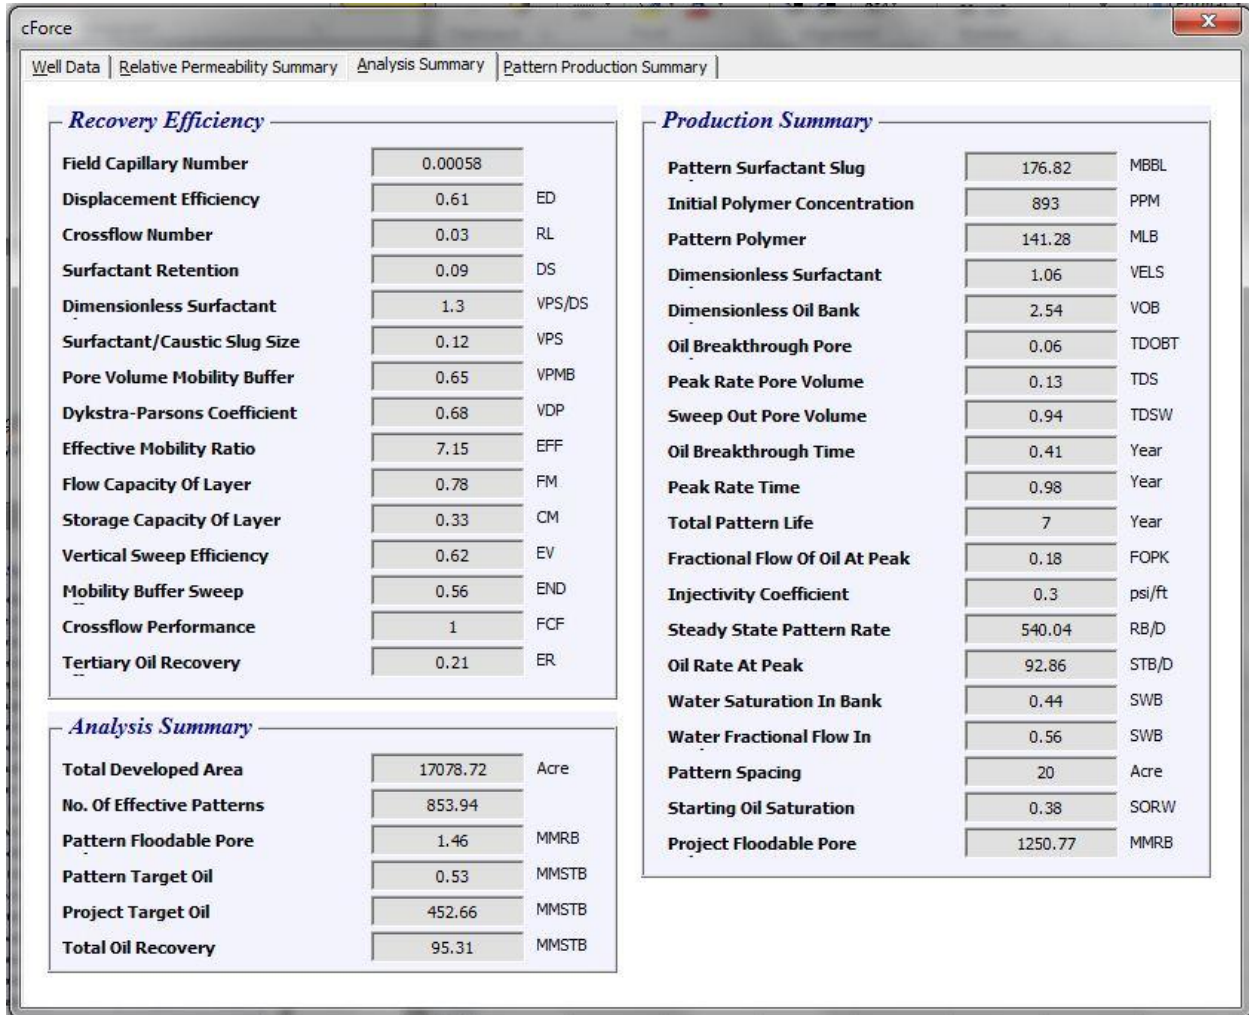 cForce
Well Data Relative Permeability Summary Analysis Summary Pattern Production Summary
Recovery Efficiency
Field Capillary Number 0.00058
Displacement Efficiency 0.61 ED
Crossflow Number 0.03 RL
Surfactant Retention 0.09 DS
Dimensionless Surfactant 1.3 VPS/DS
Surfactant/Caustic Slug Size 0.12 VPS
Pore Volume Mobility Buffer 0.65 VPMB
Dykstra-Parsons Coefficient 0.68 VDP
Effective Mobility Ratio 7.15 EFF
Flow Capacity Of Layer 0.78 FM
Storage Capacity Of Layer 0.33 CM
Vertical Sweep Efficiency 0.62 EV
Mobility Buffer Sweep 0.56 END
Crossflow Performance 1 FCF
Tertiary Oil Recovery 0.21 ER
Analysis Summary
Total Developed Area 17078.72 Acre
No. Of Effective Patterns 853.94
Pattern Floodable Pore 1.46 MMRB
Pattern Target Oil 0.53 MMSTB
Project Target Oil 452.66 MMSTB
Total Oil Recovery 95.31 MMSTB
Production Summary
Pattern Surfactant Slug 176.82 MBBL
Initial Polymer Concentration 893 PPM
Pattern Polymer 141.28 MLB
Dimensionless Surfactant 1.06 VELS
Dimensionless Oil Bank 2.54 VOB
Oil Breakthrough Pore 0.06 TDOBT
Peak Rate Pore Volume 0.13 TDS
Sweep Out Pore Volume 0.94 TDSW
Oil Breakthrough Time 0.41 Year
Peak Rate Time 0.98 Year
Total Pattern Life 7 Year
Fractional Flow Of Oil At Peak 0.18 FOPK
Injectivity Coefficient 0.3 psi/ft
Steady State Pattern Rate 540.04 RB/D
Oil Rate At Peak 92.86 STB/D
Water Saturation In Bank 0.44 SWB
Water Fractional Flow In 0.56 SWB
Pattern Spacing 20 Acre
Starting Oil Saturation 0.38 SORW
Project Floodable Pore 1250.77 MMRB